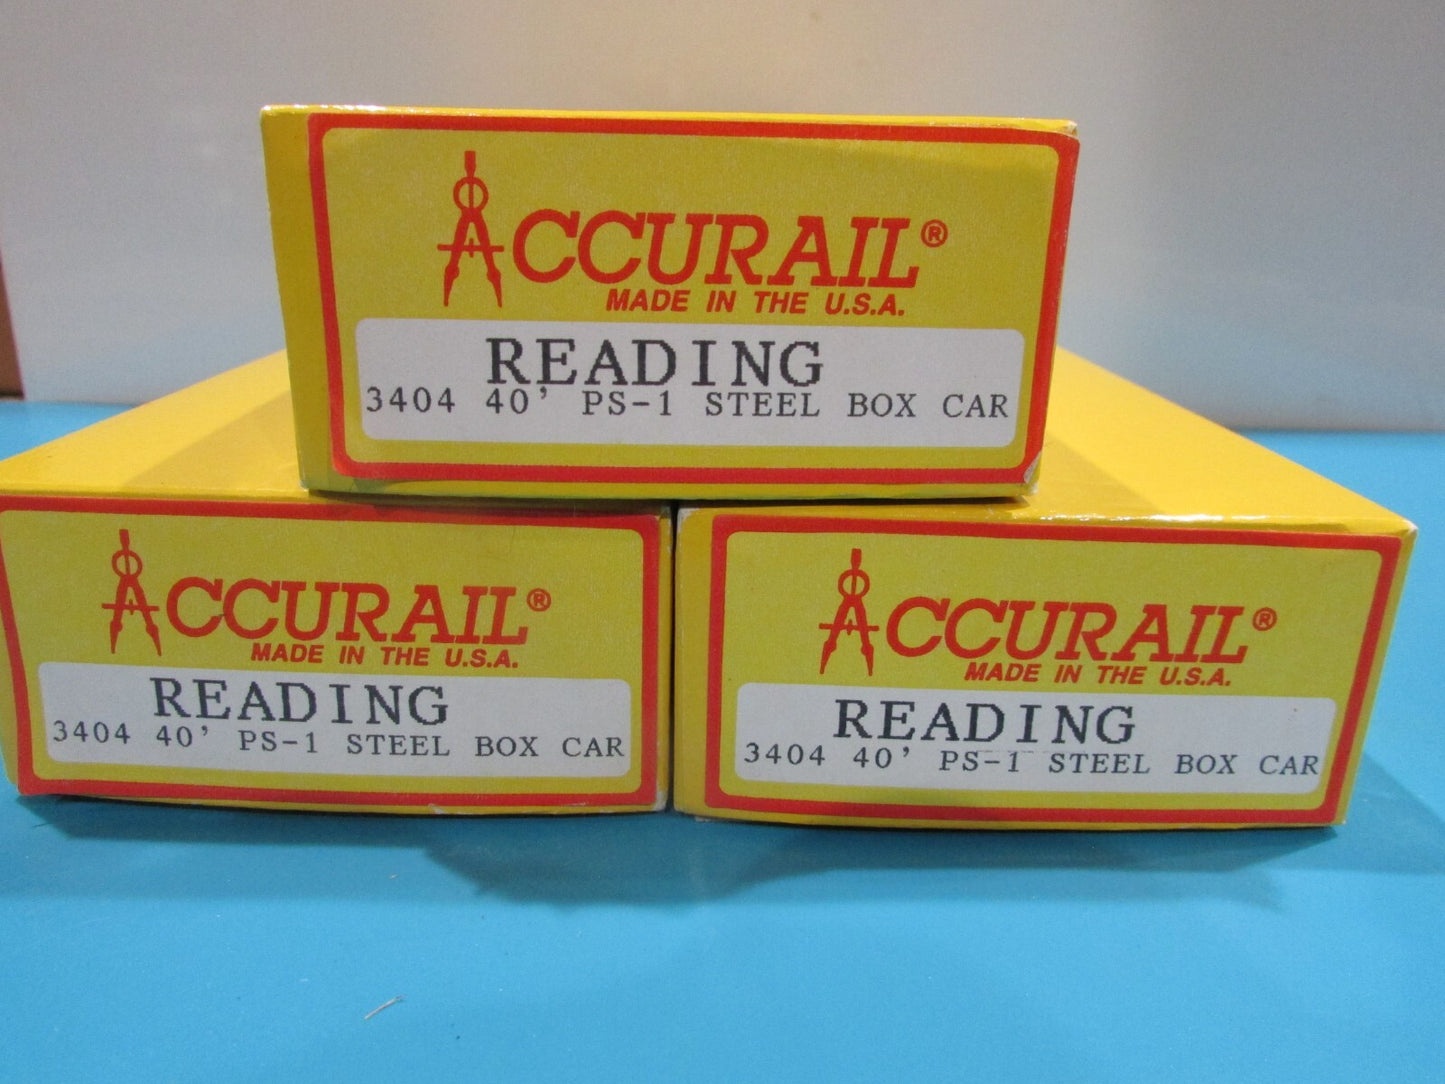 ACCURAIL®
MADE IN THE U.S.A.
READING
3404 40' PS-1 STEEL BOX CAR
ACCURAIL®
MADE IN THE U.S.A.
READING
3404 40' PS-1 STEEL BOX CAR
ACCURAIL®
MADE IN THE U.S.A.
READING
3404 40' PS-1 STEEL BOX CAR